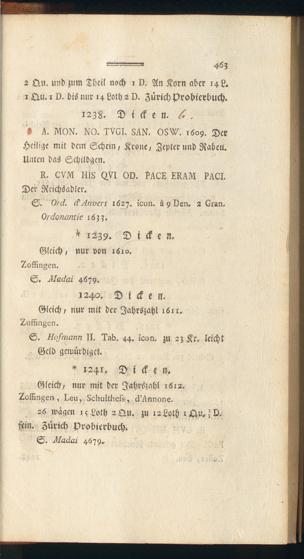 463
2 Qu. und zum Theil noch 1 D. An Korn aber 14 L.
1 Qu. 1 D. bis nur 14 Loth 2 D. Zürich Probierbuch.
1238. Dicken. 6.
A. MON. NO. TVGI. SAN. OSW. 1609. Der
Heilige mit dem Schein, Krone, Zepter und Raben.
Unten das Schildgen.
R. CVM HIS QVI OD. PACE ERAM PACI.
Der Reichsadler.
S. Ord. d'Anvers 1627. icon. à 9 Den. 2 Gran.
Ordonantie 1633.
* 1239. Dicken.
Gleich, nur von 1610.
Zoffingen.
S. Madai 4679.
1240. Dicken.
Gleich, nur mit der Jahrszahl 1611.
Zoffingen.
S. Hofmann II. Tab. 44. icon. zu 23 Kr. leicht
Geld gewürdiget.
* 1241. Dicken.
Gleich, nur mit der Jahrszahl 1612.
Zoffingen, Leu, Schulthess, d'Annone.
26 wägen 15 Loth 2 Qu. zu 12 Loth 1 Qu. D.
fein. Zürich Probierbuch.
S. Madai 4679.